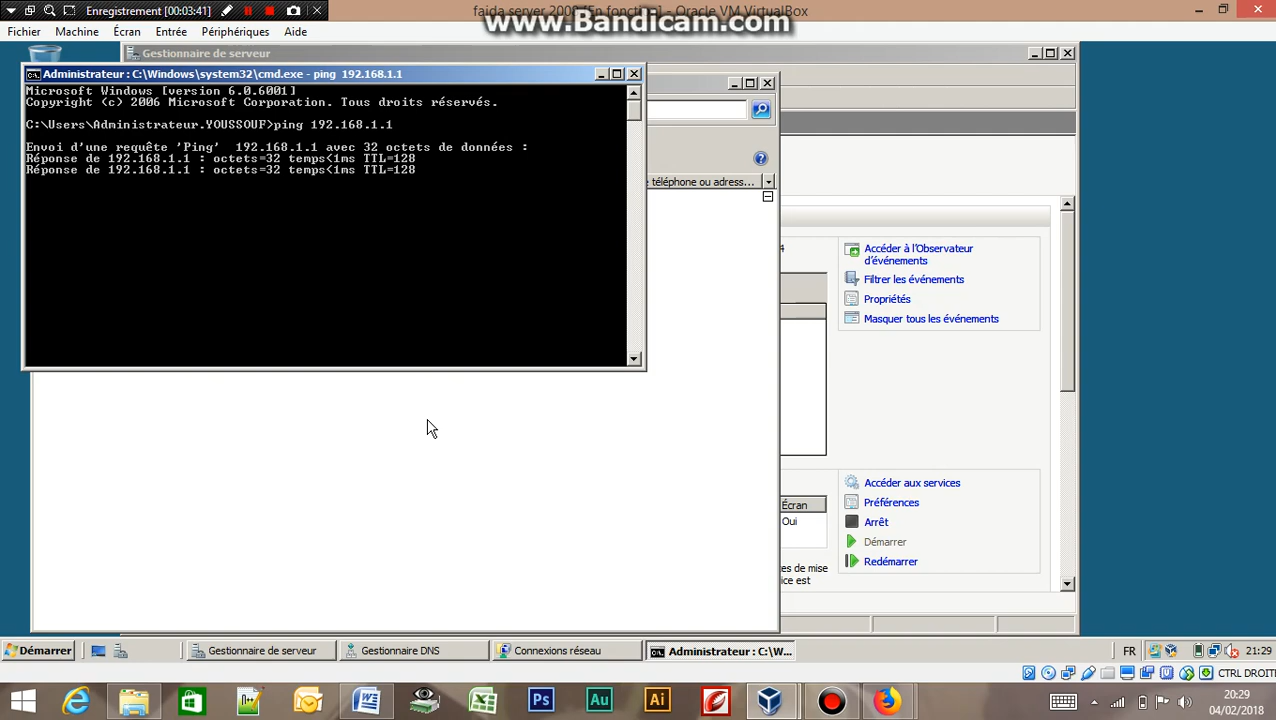 Enregistrement [00:03:41]
faida server 2008 [En fonction] - Oracle VM VirtualBox
www.Bandicam.com
Fichier Machine Écran Entrée Périphériques Aide
Gestionnaire de serveur
Administrateur : C:\Windows\system32\cmd.exe - ping 192.168.1.1
Microsoft Windows [version 6.0.6001]
Copyright (c) 2006 Microsoft Corporation. Tous droits réservés.
C:\Users\Administrateur.YOUSSOUF>ping 192.168.1.1
Envoi d'une requête 'Ping' 192.168.1.1 avec 32 octets de données :
Réponse de 192.168.1.1 : octets=32 temps<1ms TTL=128
Réponse de 192.168.1.1 : octets=32 temps<1ms TTL=128
téléphone ou adress...
Accéder à l'Observateur
d'événements
Filtrer les événements
Propriétés
Masquer tous les événements
Accéder aux services
Préférences
Écran
Oui
Arrêt
Démarrer
Redémarrer
es de mise
ice est
Démarrer Gestionnaire de serveur Gestionnaire DNS Connexions réseau Administrateur : C:\W... FR 21:29
CTRL DROITE
Ps Au Ai
20:29
04/02/2018